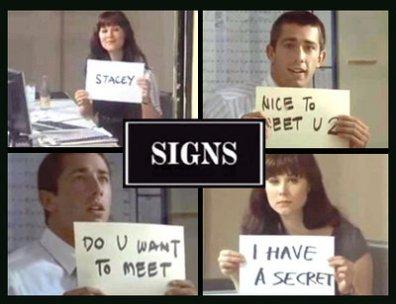 STACEY
NICE TO
MEET U 2
SIGNS
DO U WANT
TO MEET
I HAVE
A SECRET